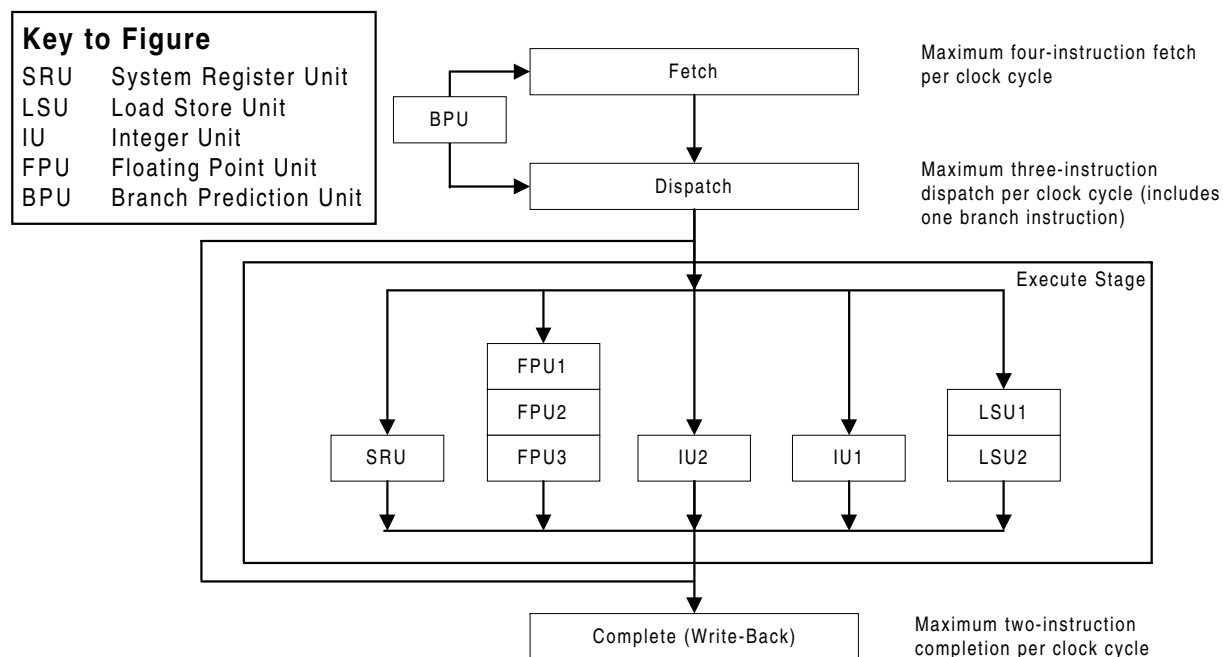 Key to Figure
SRU System Register Unit
LSU Load Store Unit
IU Integer Unit
FPU Floating Point Unit
BPU Branch Prediction Unit
Fetch
Maximum four-instruction fetch
per clock cycle
BPU
Dispatch
Maximum three-instruction
dispatch per clock cycle (includes
one branch instruction)
Execute Stage
FPU1
FPU2
LSU1
SRU
FPU3
IU2
IU1
LSU2
Complete (Write-Back)
Maximum two-instruction
completion per clock cycle